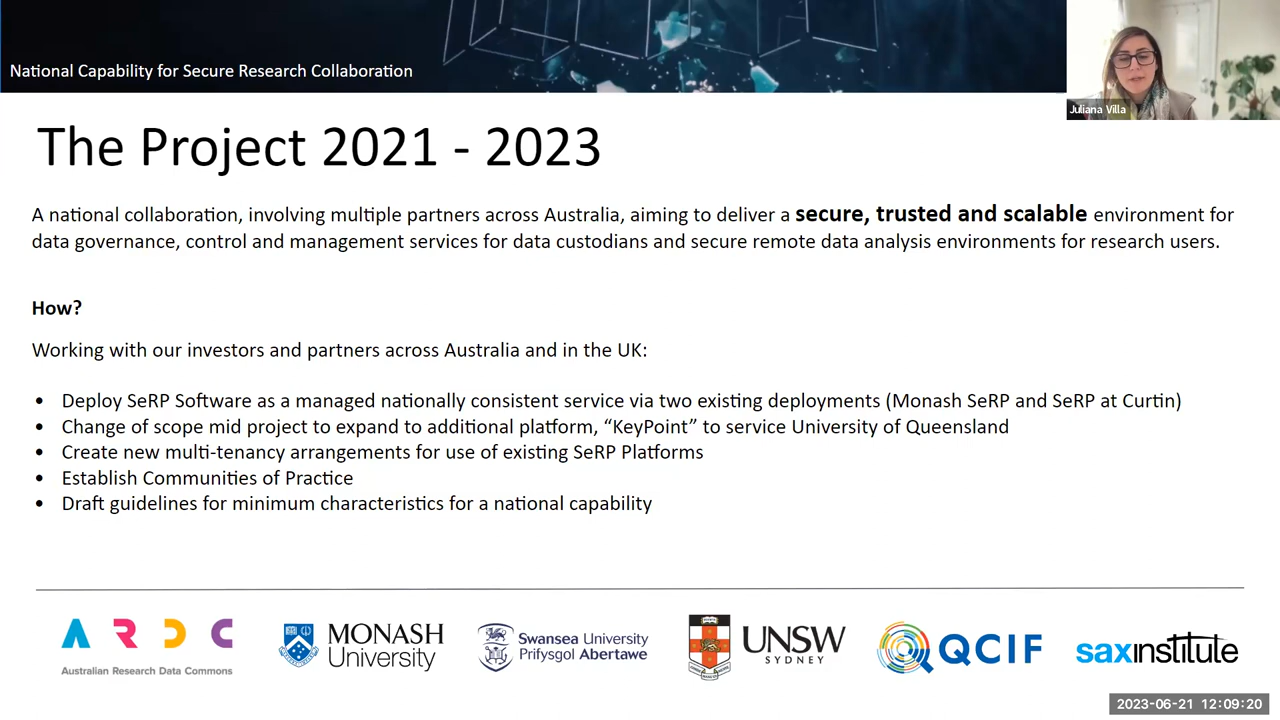 National Capability for Secure Research Collaboration
Juliana Villa
The Project 2021 - 2023
A national collaboration, involving multiple partners across Australia, aiming to deliver a secure, trusted and scalable environment for
data governance, control and management services for data custodians and secure remote data analysis environments for research users.
How?
Working with our investors and partners across Australia and in the UK:
• Deploy SeRP Software as a managed nationally consistent service via two existing deployments (Monash SeRP and SeRP at Curtin)
• Change of scope mid project to expand to additional platform, “KeyPoint” to service University of Queensland
• Create new multi-tenancy arrangements for use of existing SeRP Platforms
• Establish Communities of Practice
• Draft guidelines for minimum characteristics for a national capability
ARDC
Australian Research Data Commons
MONASH
University
Swansea University
Prifysgol Abertawe
UNSW
SYDNEY
QCIF
saxinstitute
2023-06-21 12:09:20